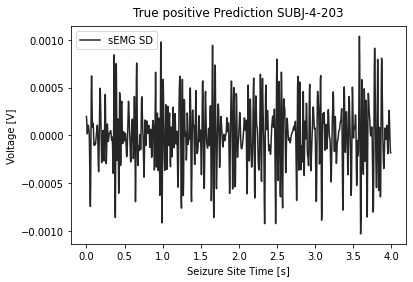 True positive Prediction SUBJ-4-203
sEMG SD
Voltage [V]
0.0010
0.0005
0.0000
−0.0005
−0.0010
0.0 0.5 1.0 1.5 2.0 2.5 3.0 3.5 4.0
Seizure Site Time [s]